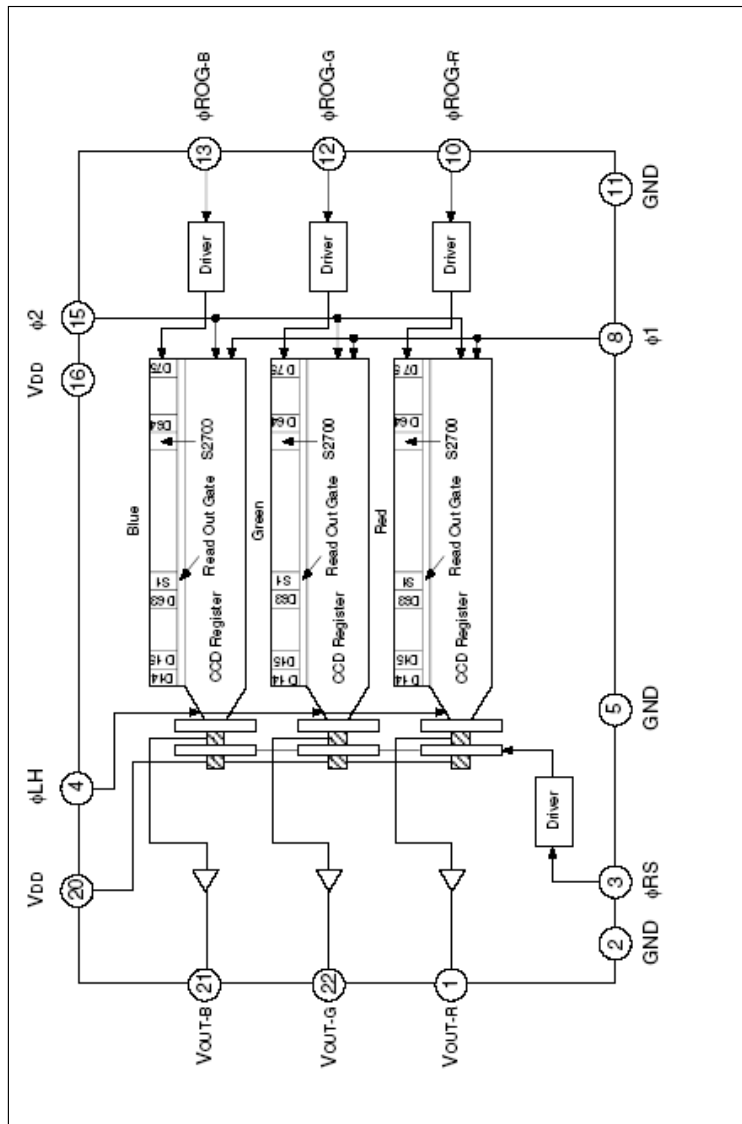 φROG-B
φROG-G
φROG-R
13
12
10
11
GND
Driver
Driver
Driver
φ2
15
8
φ1
VDD
16
D75
D64
S2700
Blue
Read Out Gate
S1
D63
CCD Register
D15
D14
D75
D64
S2700
Green
Read Out Gate
S1
D63
CCD Register
D15
D14
D75
D64
S2700
Red
Read Out Gate
S1
D63
CCD Register
D15
D14
5
GND
φLH
4
Driver
VDD
20
3
φRS
2
GND
21
22
1
VOUT-B
VOUT-G
VOUT-R